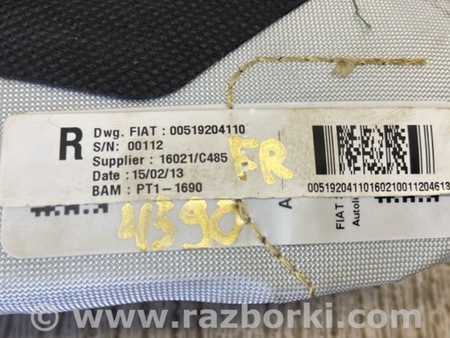 R
Dwg. FIAT : 00519204110
S/N: 00112
Supplier : 16021/C485
Date :15/02/13
BAM : PT1-1690
FR
4390
00519204110160210011204613
FIAT
Autoli
www.razborki.com